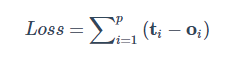 Loss = ∑_{i=1}^{p} (t_i − o_i)